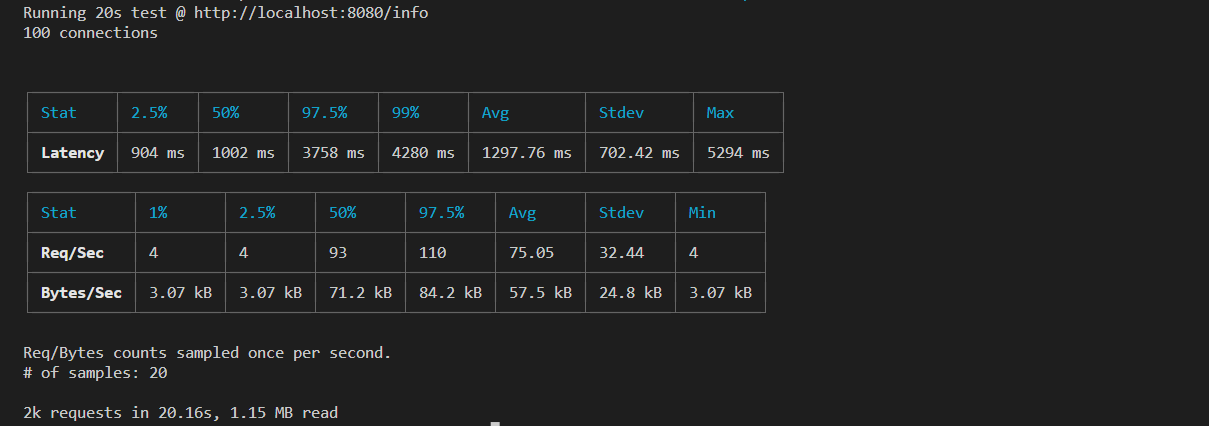 Running 20s test @ http://localhost:8080/info
100 connections
Stat 2.5% 50% 97.5% 99% Avg Stdev Max
Latency 904 ms 1002 ms 3758 ms 4280 ms 1297.76 ms 702.42 ms 5294 ms
Stat 1% 2.5% 50% 97.5% Avg Stdev Min
Req/Sec 4 4 93 110 75.05 32.44 4
Bytes/Sec 3.07 kB 3.07 kB 71.2 kB 84.2 kB 57.5 kB 24.8 kB 3.07 kB
Req/Bytes counts sampled once per second.
# of samples: 20
2k requests in 20.16s, 1.15 MB read